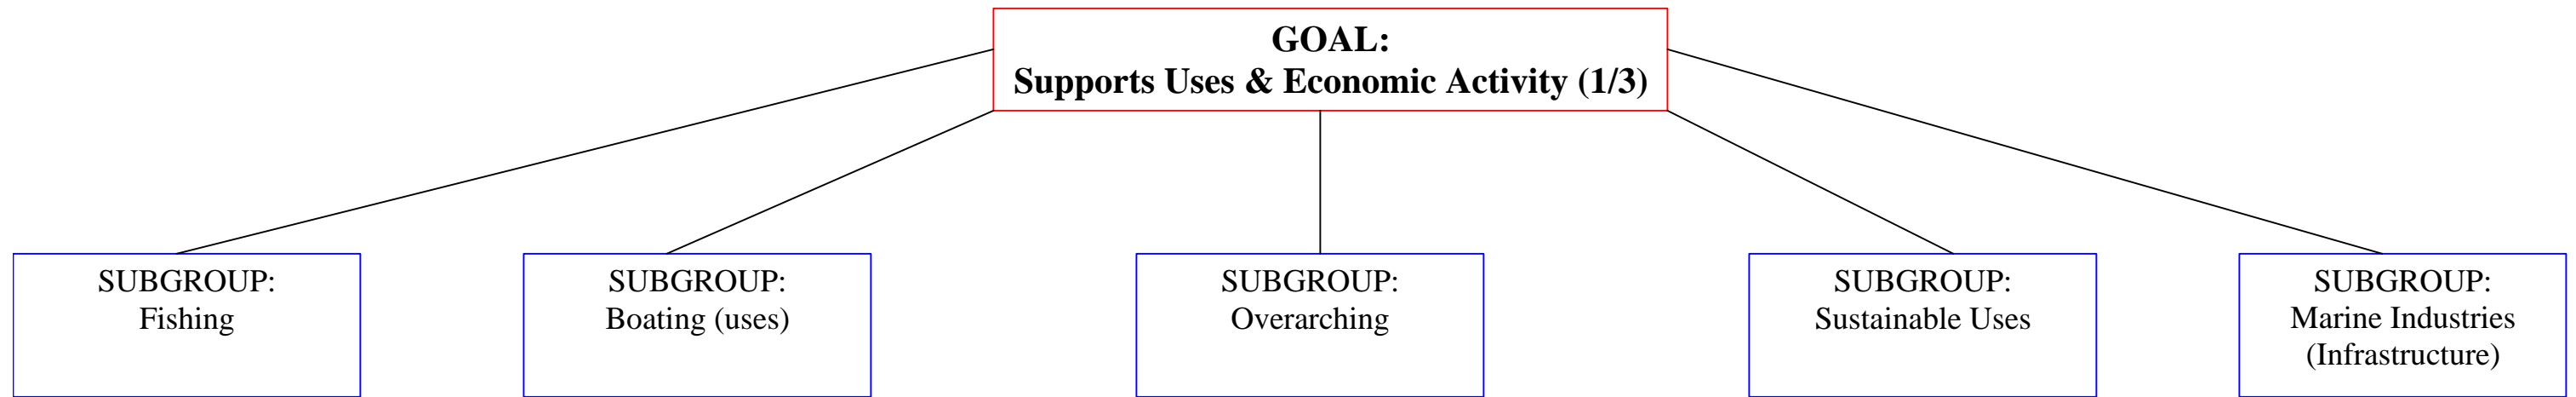 GOAL:
Supports Uses & Economic Activity (1/3)
SUBGROUP:
Fishing
SUBGROUP:
Boating (uses)
SUBGROUP:
Overarching
SUBGROUP:
Sustainable Uses
SUBGROUP:
Marine Industries
(Infrastructure)